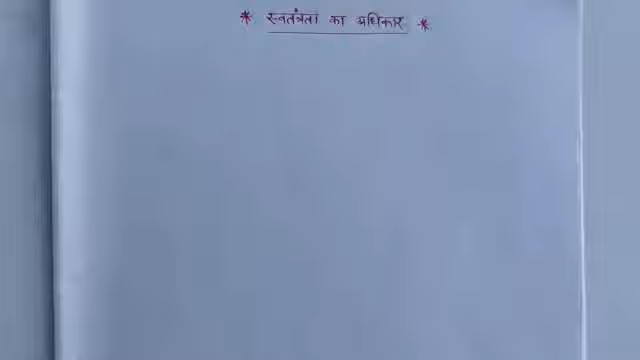 * स्वतंत्रता का अधिकार *